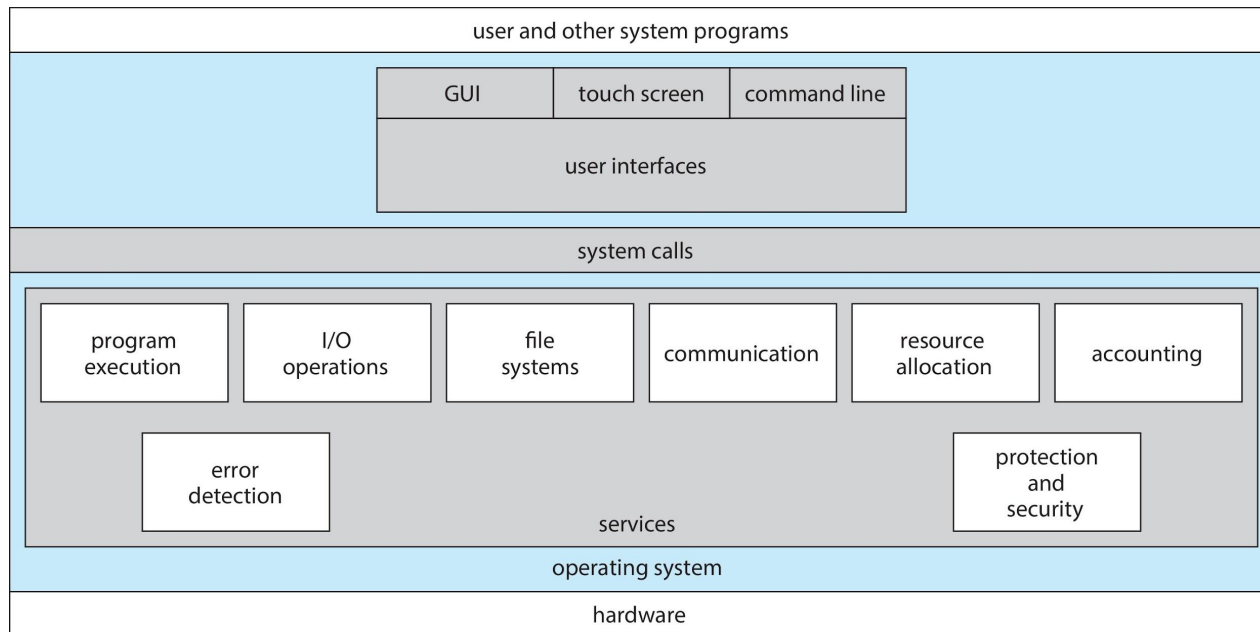 user and other system programs
GUI
touch screen
command line
user interfaces
system calls
program
execution
I/O
operations
file
systems
communication
resource
allocation
accounting
error
detection
protection
and
security
services
operating system
hardware